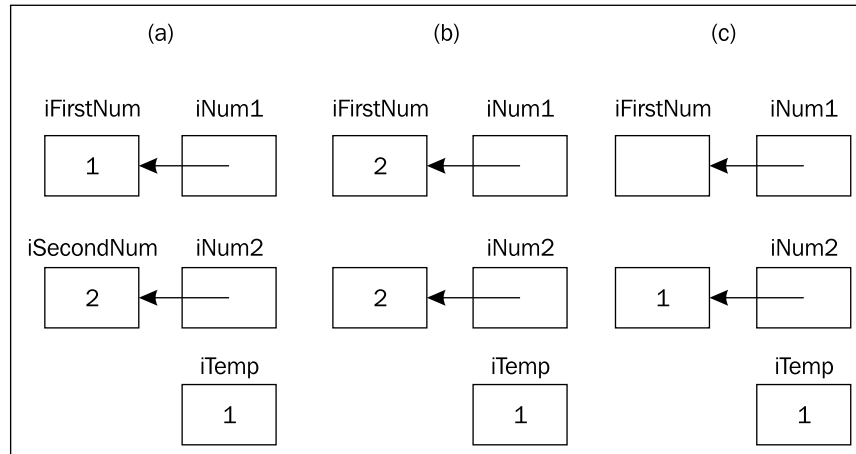 (a) (b) (c)
iFirstNum iNum1 iFirstNum iNum1 iFirstNum iNum1
1 2
iSecondNum iNum2 iNum2 iNum2
2 2 1
iTemp iTemp iTemp
1 1 1